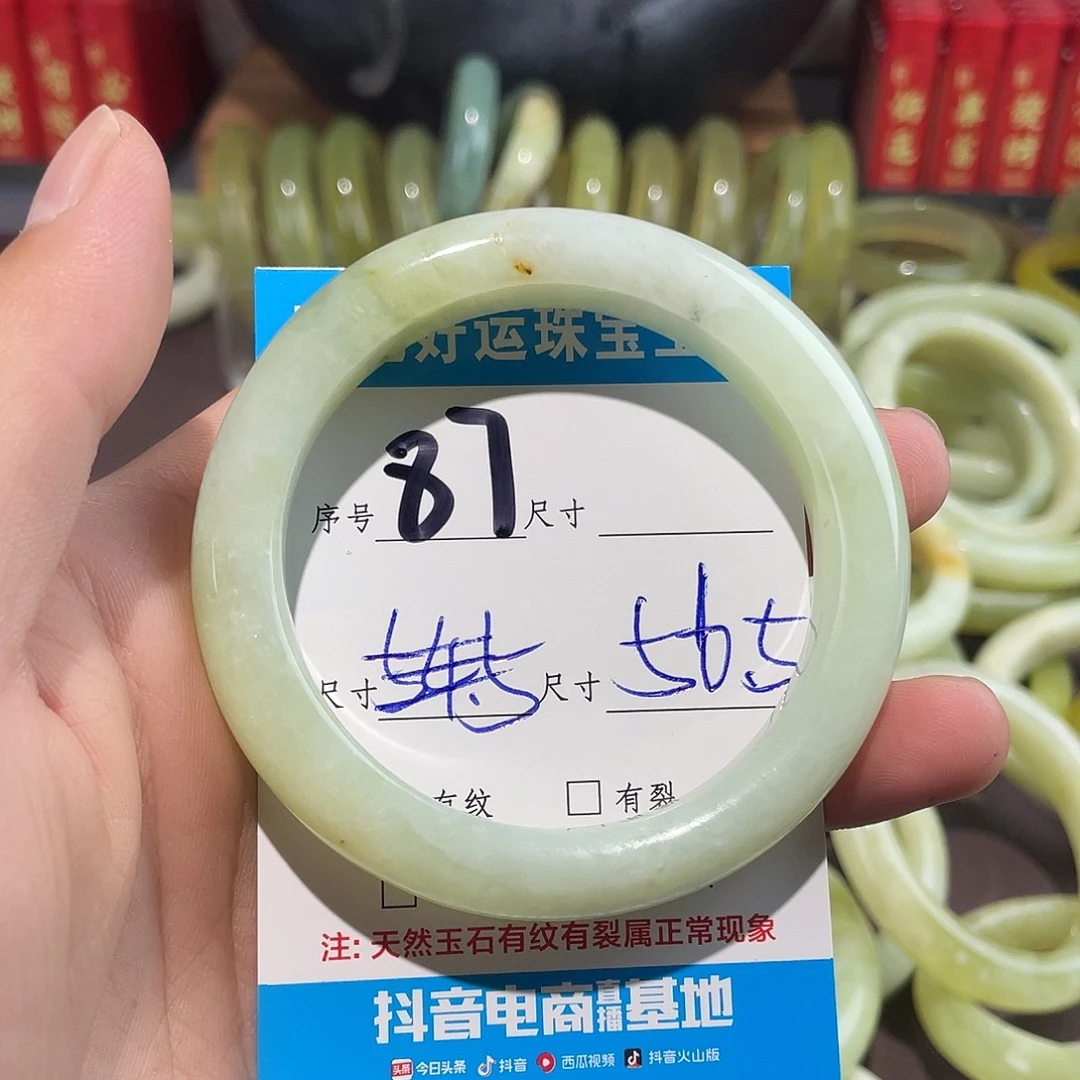 好运珠宝
序号 87 尺寸
尺寸 尺寸 56.5
有纹 有裂
注: 天然玉石有纹有裂属正常现象
抖音电商直播基地
头条 今日头条 抖音 西瓜视频 抖音火山版